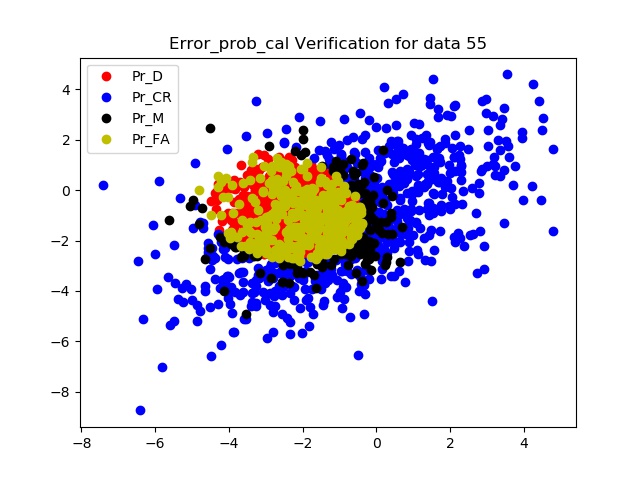 Error_prob_cal Verification for data 55
Pr_D
Pr_CR
Pr_M
Pr_FA
4
2
0
−2
−4
−6
−8
−8 −6 −4 −2 0 2 4